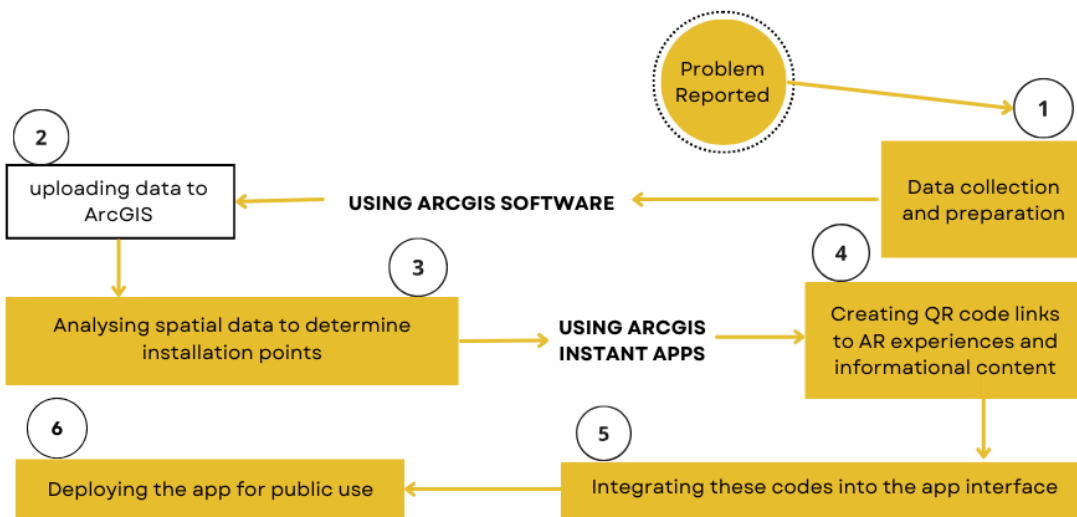 Problem
Reported
1
Data collection
and preparation
USING ARCGIS SOFTWARE
2
uploading data to
ArcGIS
3
Analysing spatial data to determine
installation points
USING ARCGIS
INSTANT APPS
4
Creating QR code links
to AR experiences and
informational content
5
Integrating these codes into the app interface
6
Deploying the app for public use